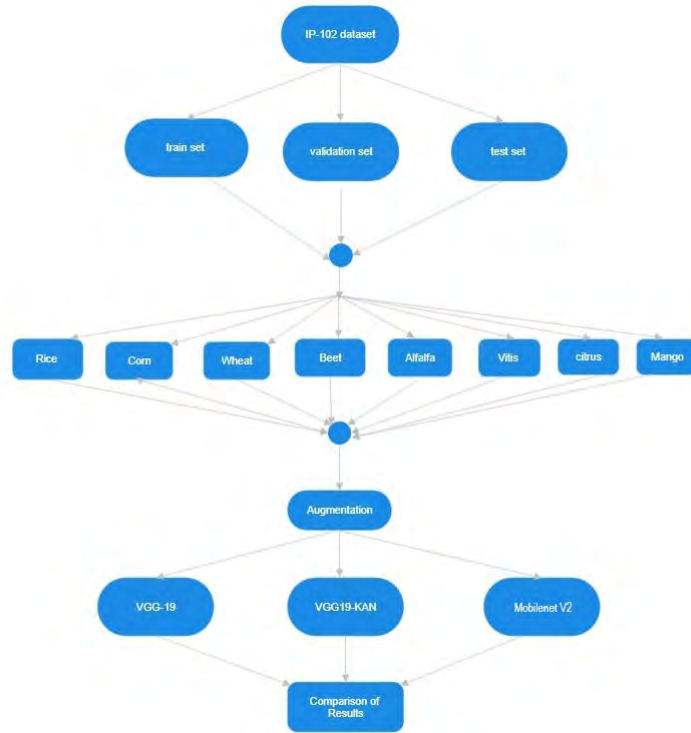 IP-102 dataset
train set
validation set
test set
Rice
Corn
Wheat
Beet
Alfalfa
Vitis
citrus
Mango
Augmentation
VGG-19
VGG19-KAN
Mobilenet V2
Comparison of
Results